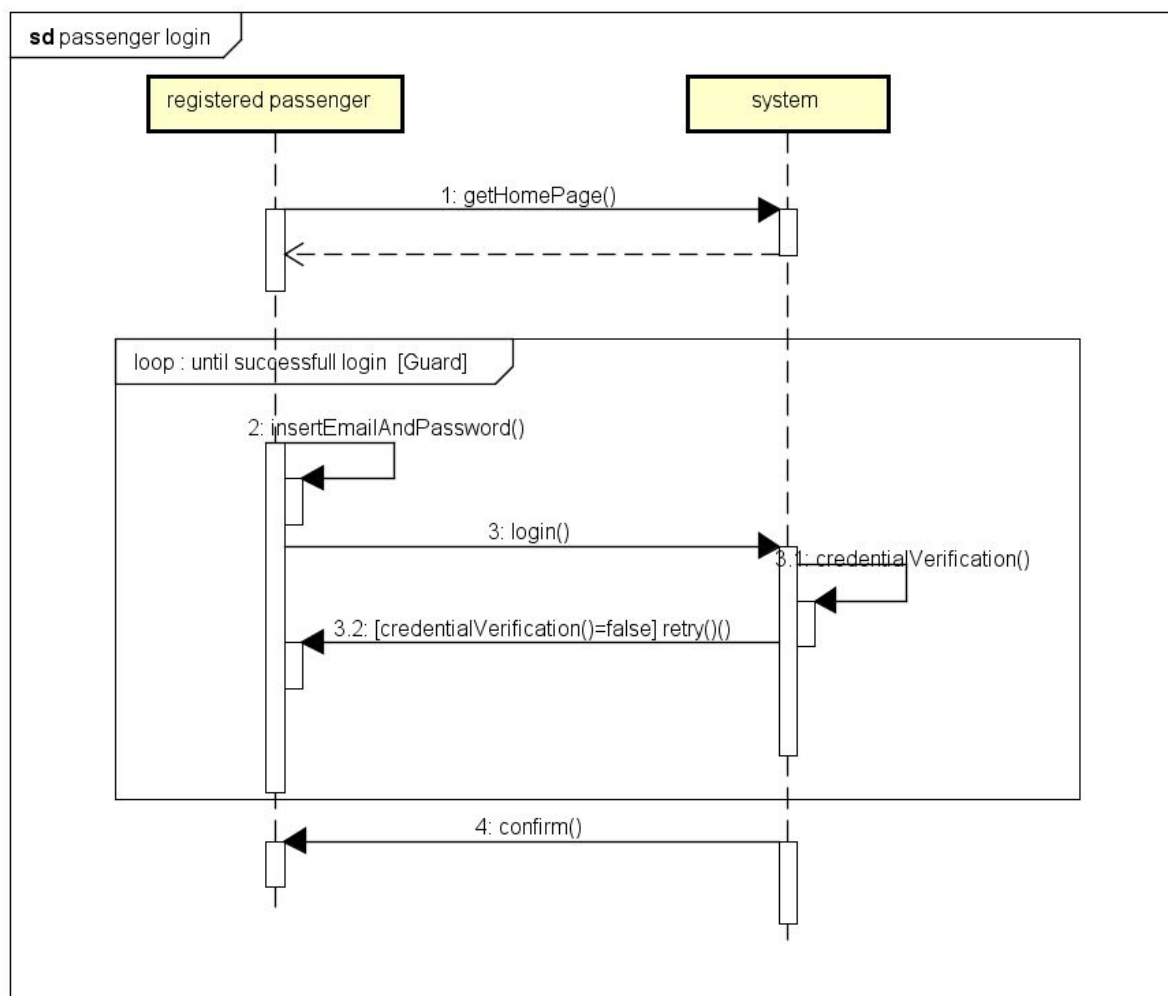 sd passenger login
registered passenger
system
1: getHomePage()
loop : until successfull login [Guard]
2: insertEmailAndPassword()
3: login()
3.1: credentialVerification()
3.2: [credentialVerification()=false] retry()()
4: confirm()